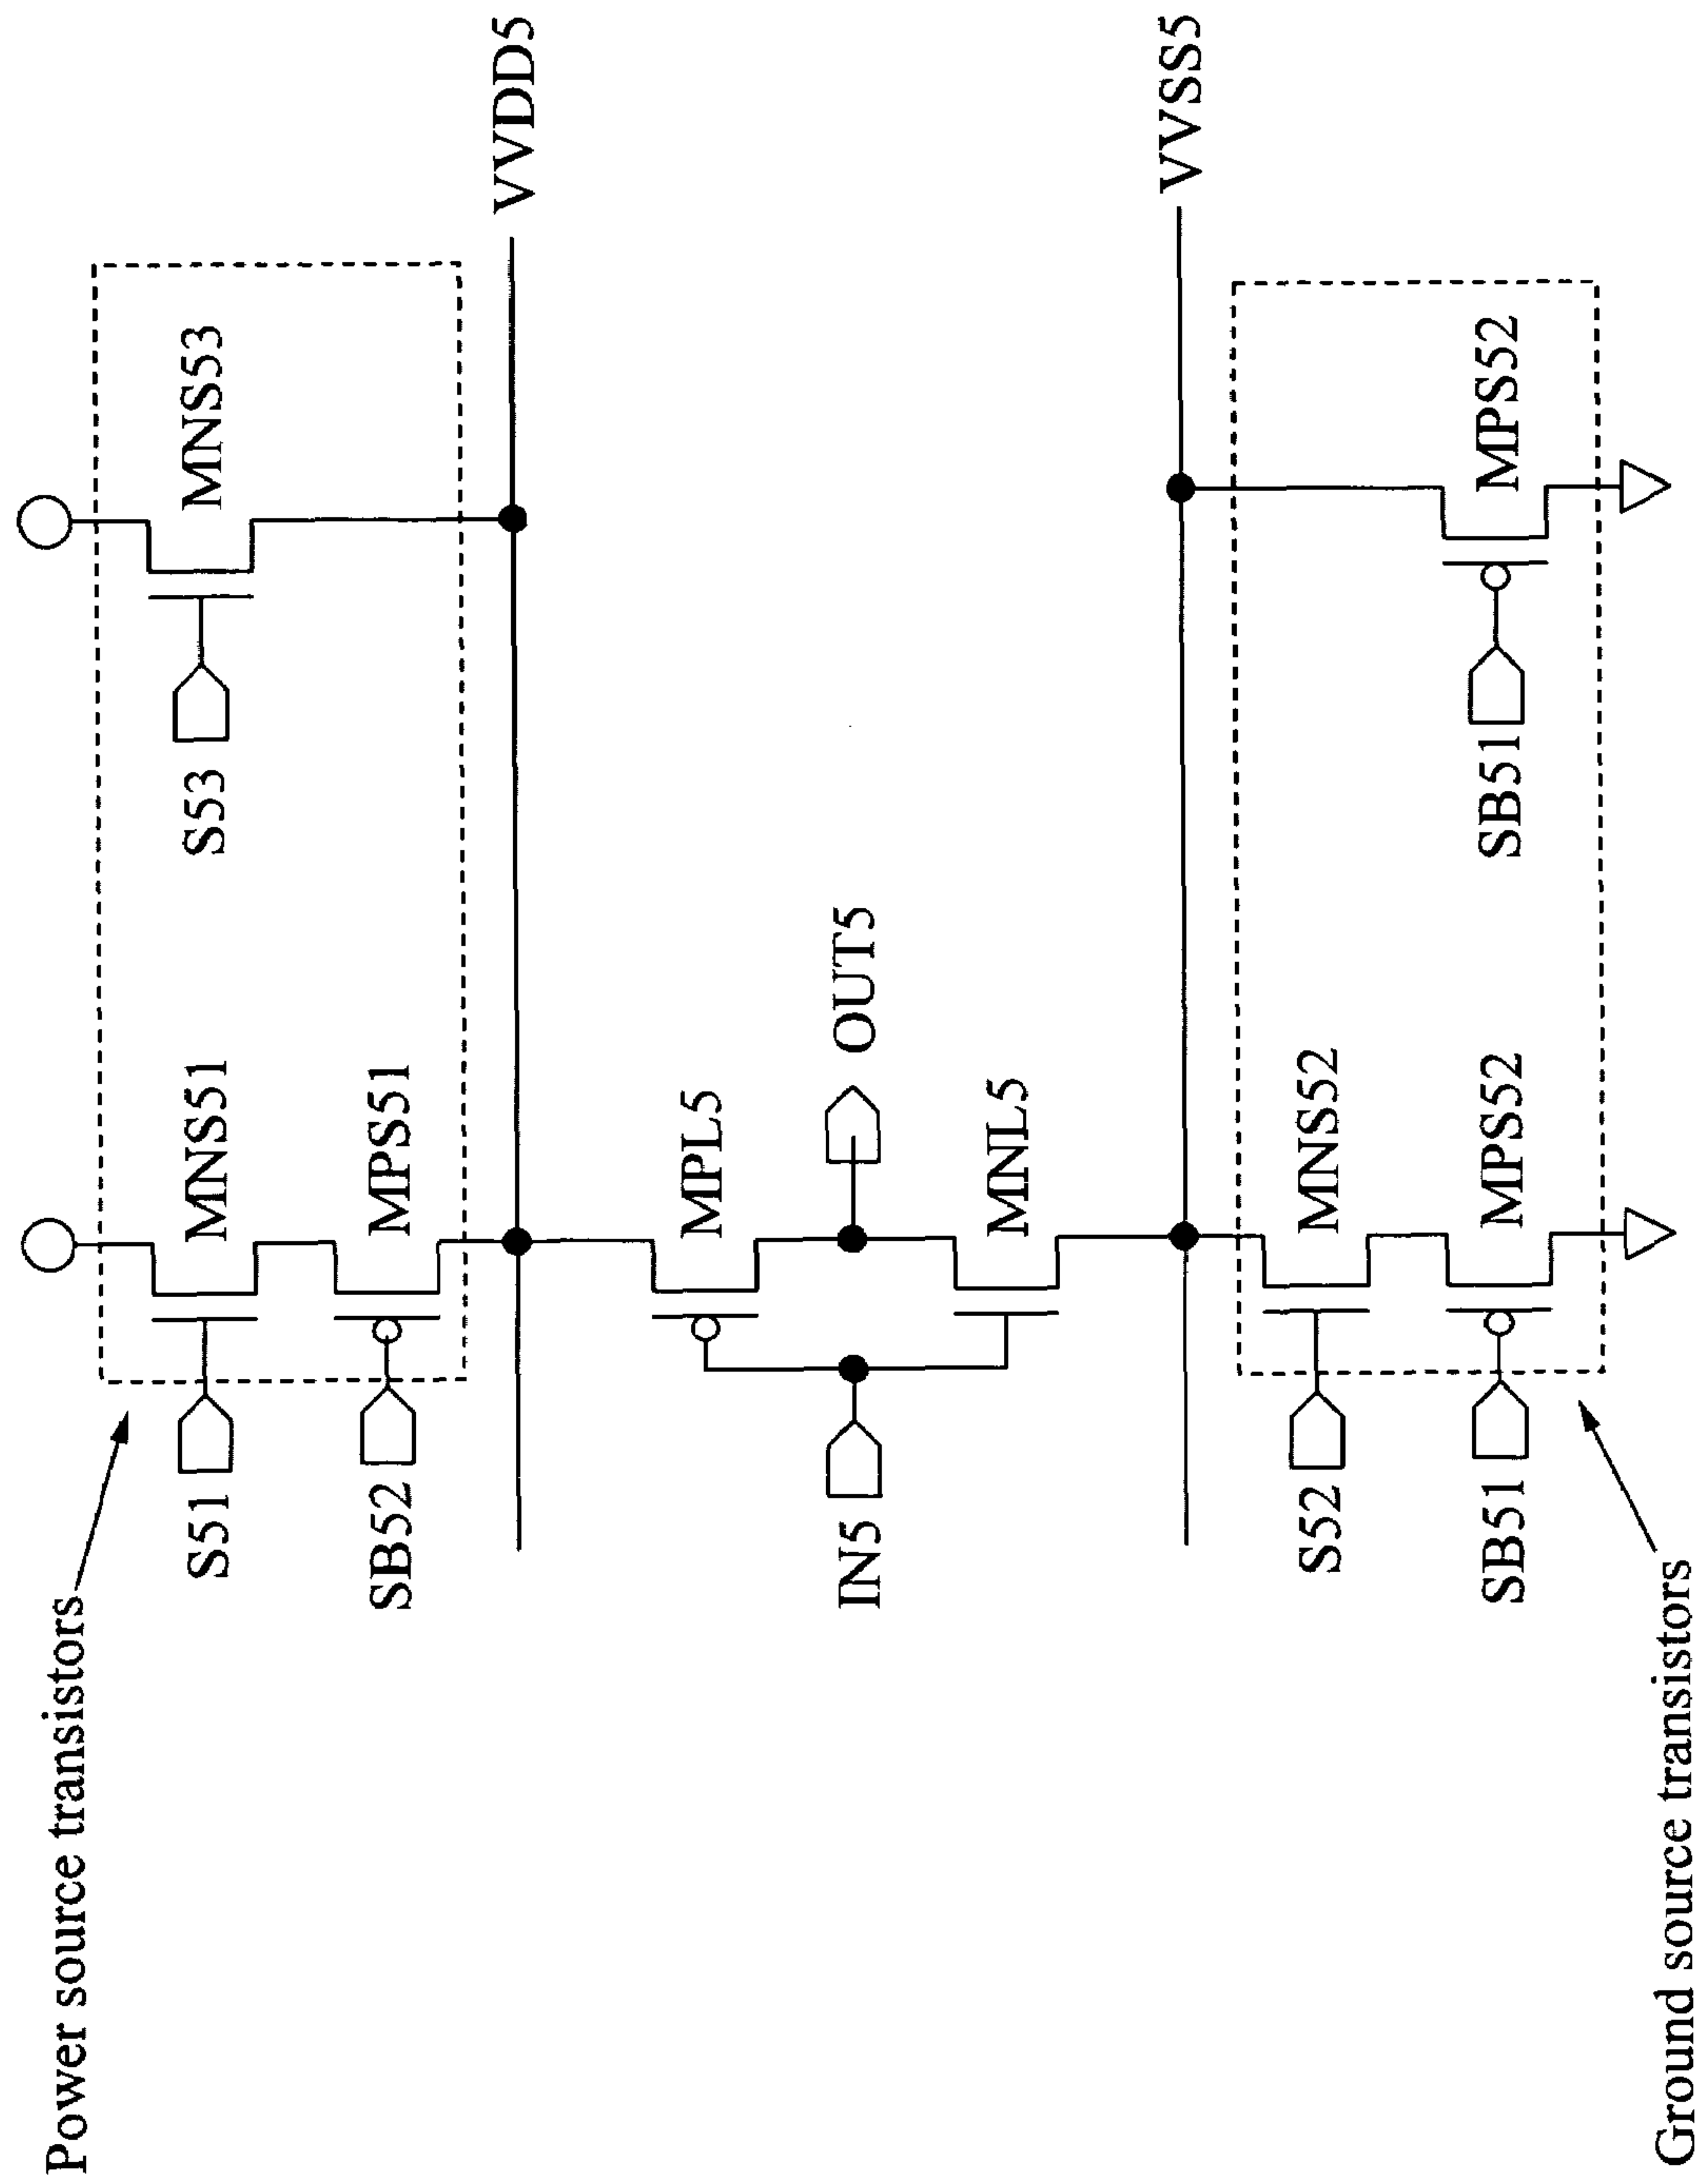 Power source transistors
S51
MNS51
S53
MNS53
SB52
MPS51
VVDD5
MPL5
IN5
OUT5
MNL5
VVSS5
S52
MNS52
SB51
MPS52
SB51
MPS52
Ground source transistors